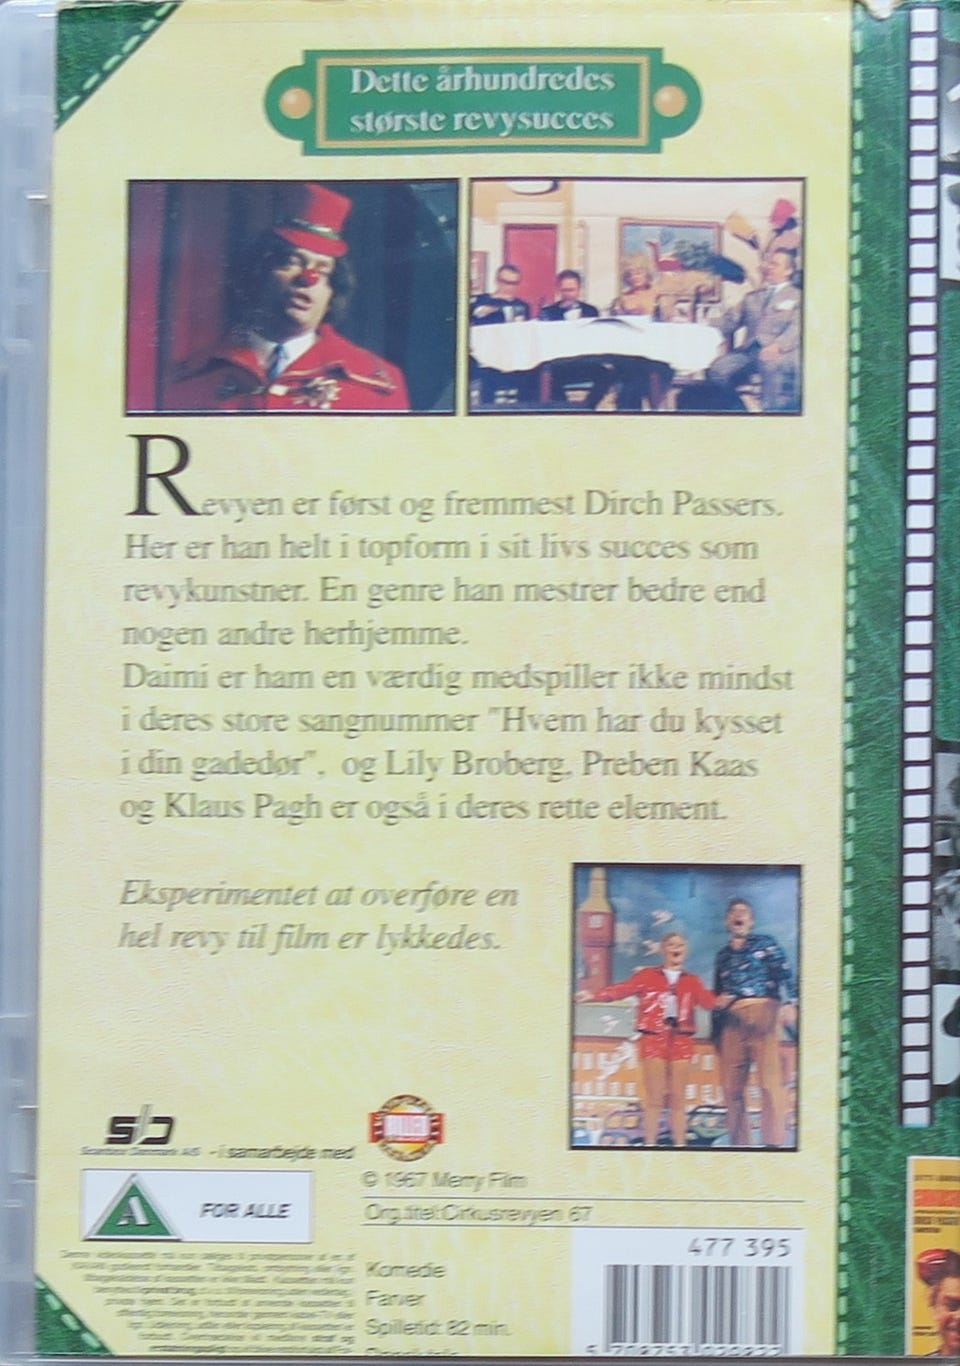 Dette århundredes
største revysucces
Revyen er først og fremmest Dirch Passers.
Her er han helt i topform i sit livs succes som
revykunstner. En genre han mestrer bedre end
nogen andre herhjemme.
Daimi er ham en værdig medspiller ikke mindst
i deres store sangnummer "Hvem har du kysset
i din gadedør", og Lily Broberg, Preben Kaas
og Klaus Pagh er også i deres rette element.
Eksperimentet at overføre en
hel revy til film er lykkedes.
Scanbox Denmark A/S - i samarbejde med
© 1967 Merry Film
A FOR ALLE
Org.titel: Cirkusrevyen 67
477 395
Komedie
Farver
Spilletid: 82 min.
Dansk tale